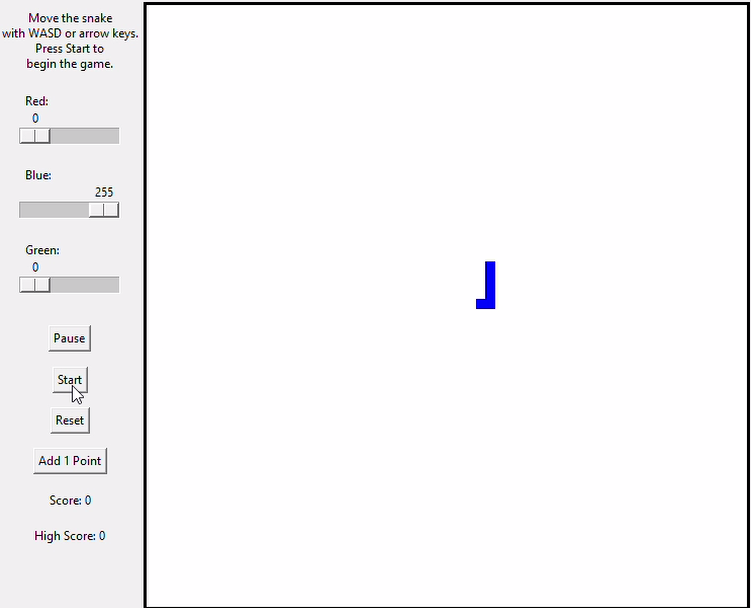 Move the snake
with WASD or arrow keys.
Press Start to
begin the game.
Red:
0
Blue:
255
Green:
0
Pause
Start
Reset
Add 1 Point
Score: 0
High Score: 0